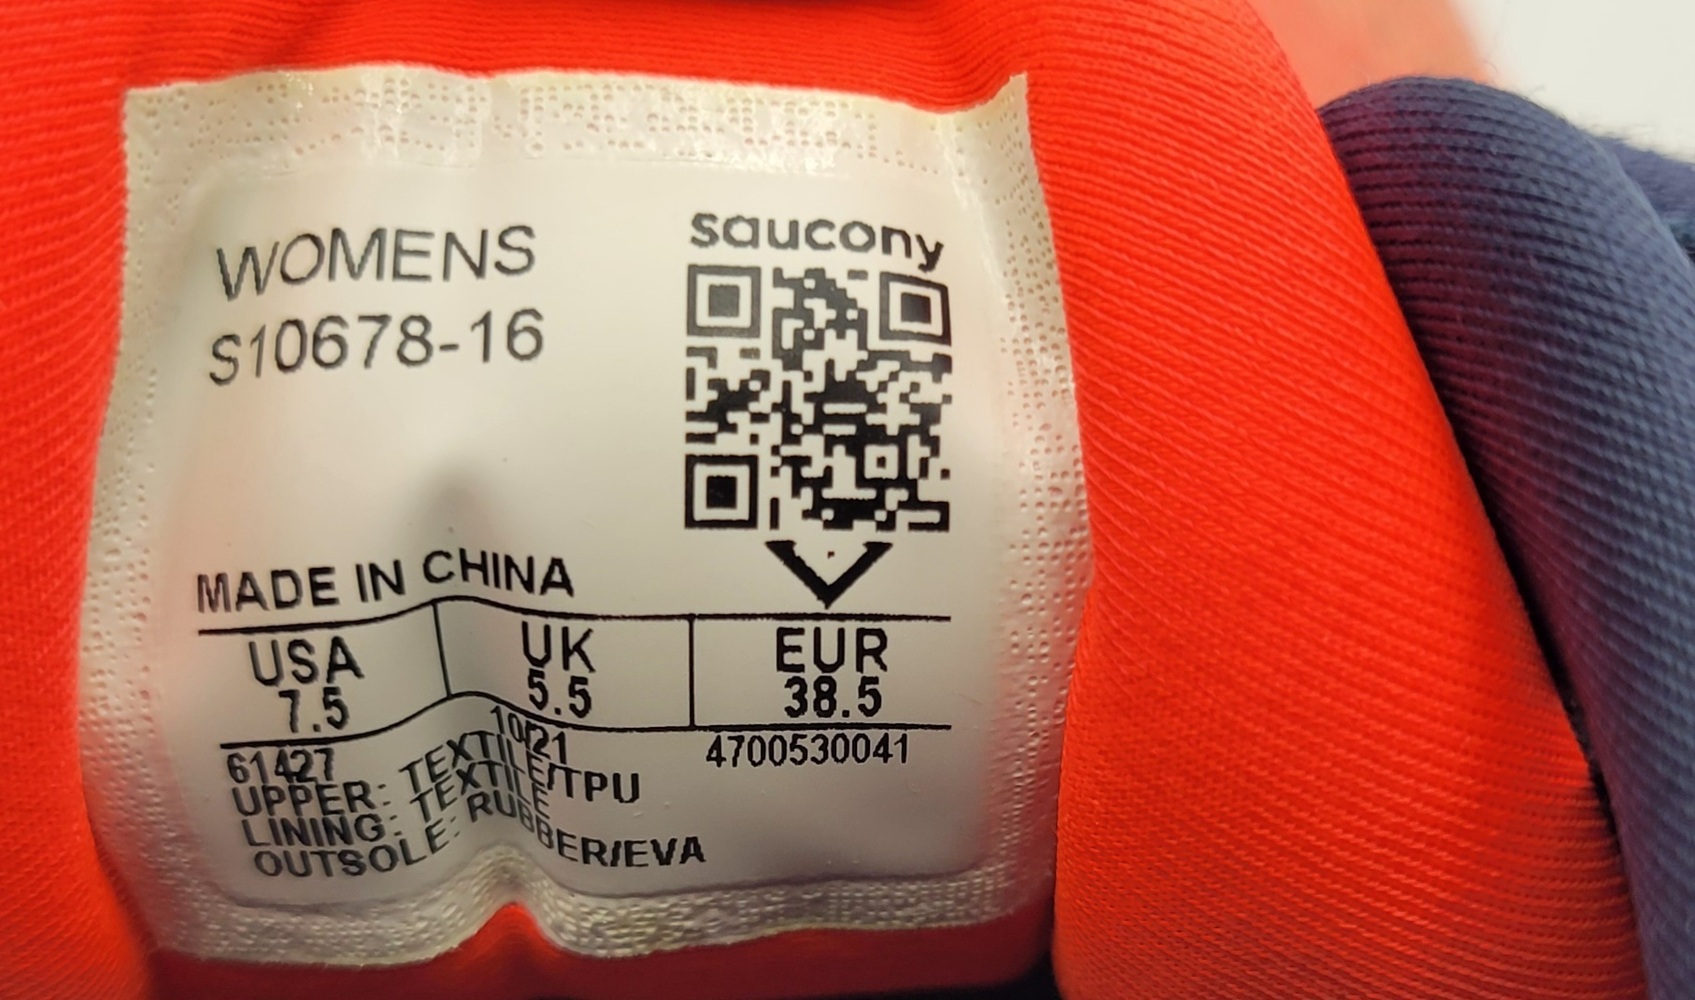 WOMENS
S10678-16
saucony
MADE IN CHINA
USA UK EUR
7.5 5.5 38.5
61427 10/21 4700530041
UPPER: TEXTILE/TPU
LINING: TEXTILE
OUTSOLE: RUBBER/EVA